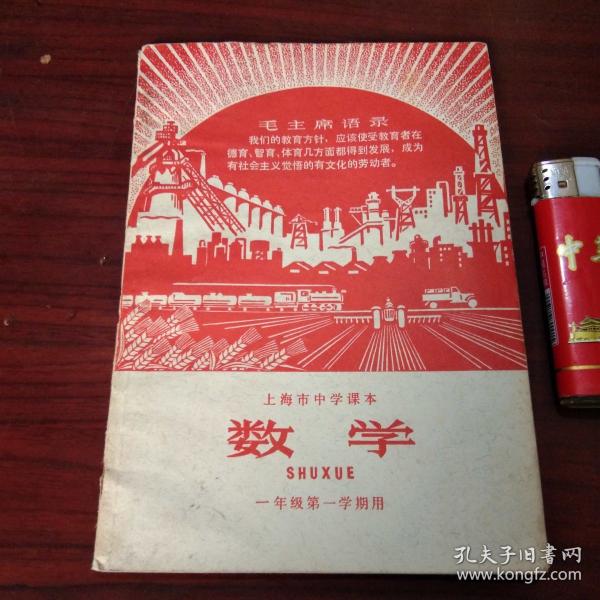 毛主席语录
我们的教育方针，应该使受教育者在
德育、智育、体育几方面都得到发展，成为
有社会主义觉悟的有文化的劳动者。
上海市中学课本
数学
SHUXUE
一年级第一学期用
中
孔夫子旧书网
www.kongfz.com